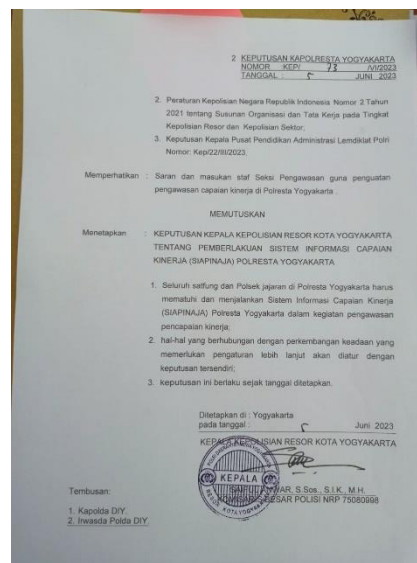 2 KEPUTUSAN KAPOLRESTA YOGYAKARTA
NOMOR KEP/ 73 /VI/2023
TANGGAL : 5 JUNI 2023
2. Peraturan Kepolisian Negara Republik Indonesia Nomor 2 Tahun
2021 tentang Susunan Organisasi dan Tata Kerja pada Tingkat
Kepolisian Resor dan Kepolisian Sektor;
3. Keputusan Kepala Pusat Pendidikan Administrasi Lemdiklat Polri
Nomor: Kep/22/III/2023.
Memperhatikan : Saran dan masukan staf Seksi Pengawasan guna penguatan
pengawasan capaian kinerja di Polresta Yogyakarta .
MEMUTUSKAN
Menetapkan : KEPUTUSAN KEPALA KEPOLISIAN RESOR KOTA YOGYAKARTA
TENTANG PEMBERLAKUAN SISTEM INFORMASI CAPAIAN
KINERJA (SIAPINAJA) POLRESTA YOGYAKARTA
1. Seluruh satfung dan Polsek jajaran di Polresta Yogyakarta harus
mematuhi dan menjalankan Sistem Informasi Capaian Kinerja
(SIAPINAJA) Polresta Yogyakarta dalam kegiatan pengawasan
pencapaian kinerja;
2. hal-hal yang berhubungan dengan perkembangan keadaan yang
memerlukan pengaturan lebih lanjut akan diatur dengan
keputusan tersendiri;
3. keputusan ini berlaku sejak tanggal ditetapkan.
Ditetapkan di : Yogyakarta
pada tanggal : 5 Juni 2023
KEPALA KEPOLISIAN RESOR KOTA YOGYAKARTA
KEPALA
ANWAR, S.Sos., S.I.K., M.H.
KOMISARIS BESAR POLISI NRP 75080998
Tembusan:
1. Kapolda DIY.
2. Irwasda Polda DIY.